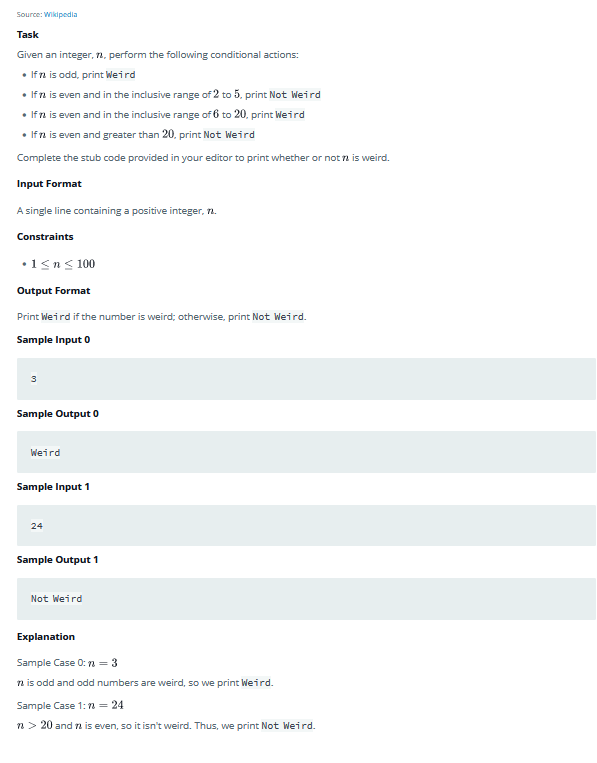 Source: Wikipedia
Task
Given an integer, n, perform the following conditional actions:
• If n is odd, print Weird
• If n is even and in the inclusive range of 2 to 5, print Not Weird
• If n is even and in the inclusive range of 6 to 20, print Weird
• If n is even and greater than 20, print Not Weird
Complete the stub code provided in your editor to print whether or not n is weird.
Input Format
A single line containing a positive integer, n.
Constraints
• 1 ≤ n ≤ 100
Output Format
Print Weird if the number is weird; otherwise, print Not Weird.
Sample Input 0
3
Sample Output 0
Weird
Sample Input 1
24
Sample Output 1
Not Weird
Explanation
Sample Case 0: n = 3
n is odd and odd numbers are weird, so we print Weird.
Sample Case 1: n = 24
n > 20 and n is even, so it isn't weird. Thus, we print Not Weird.